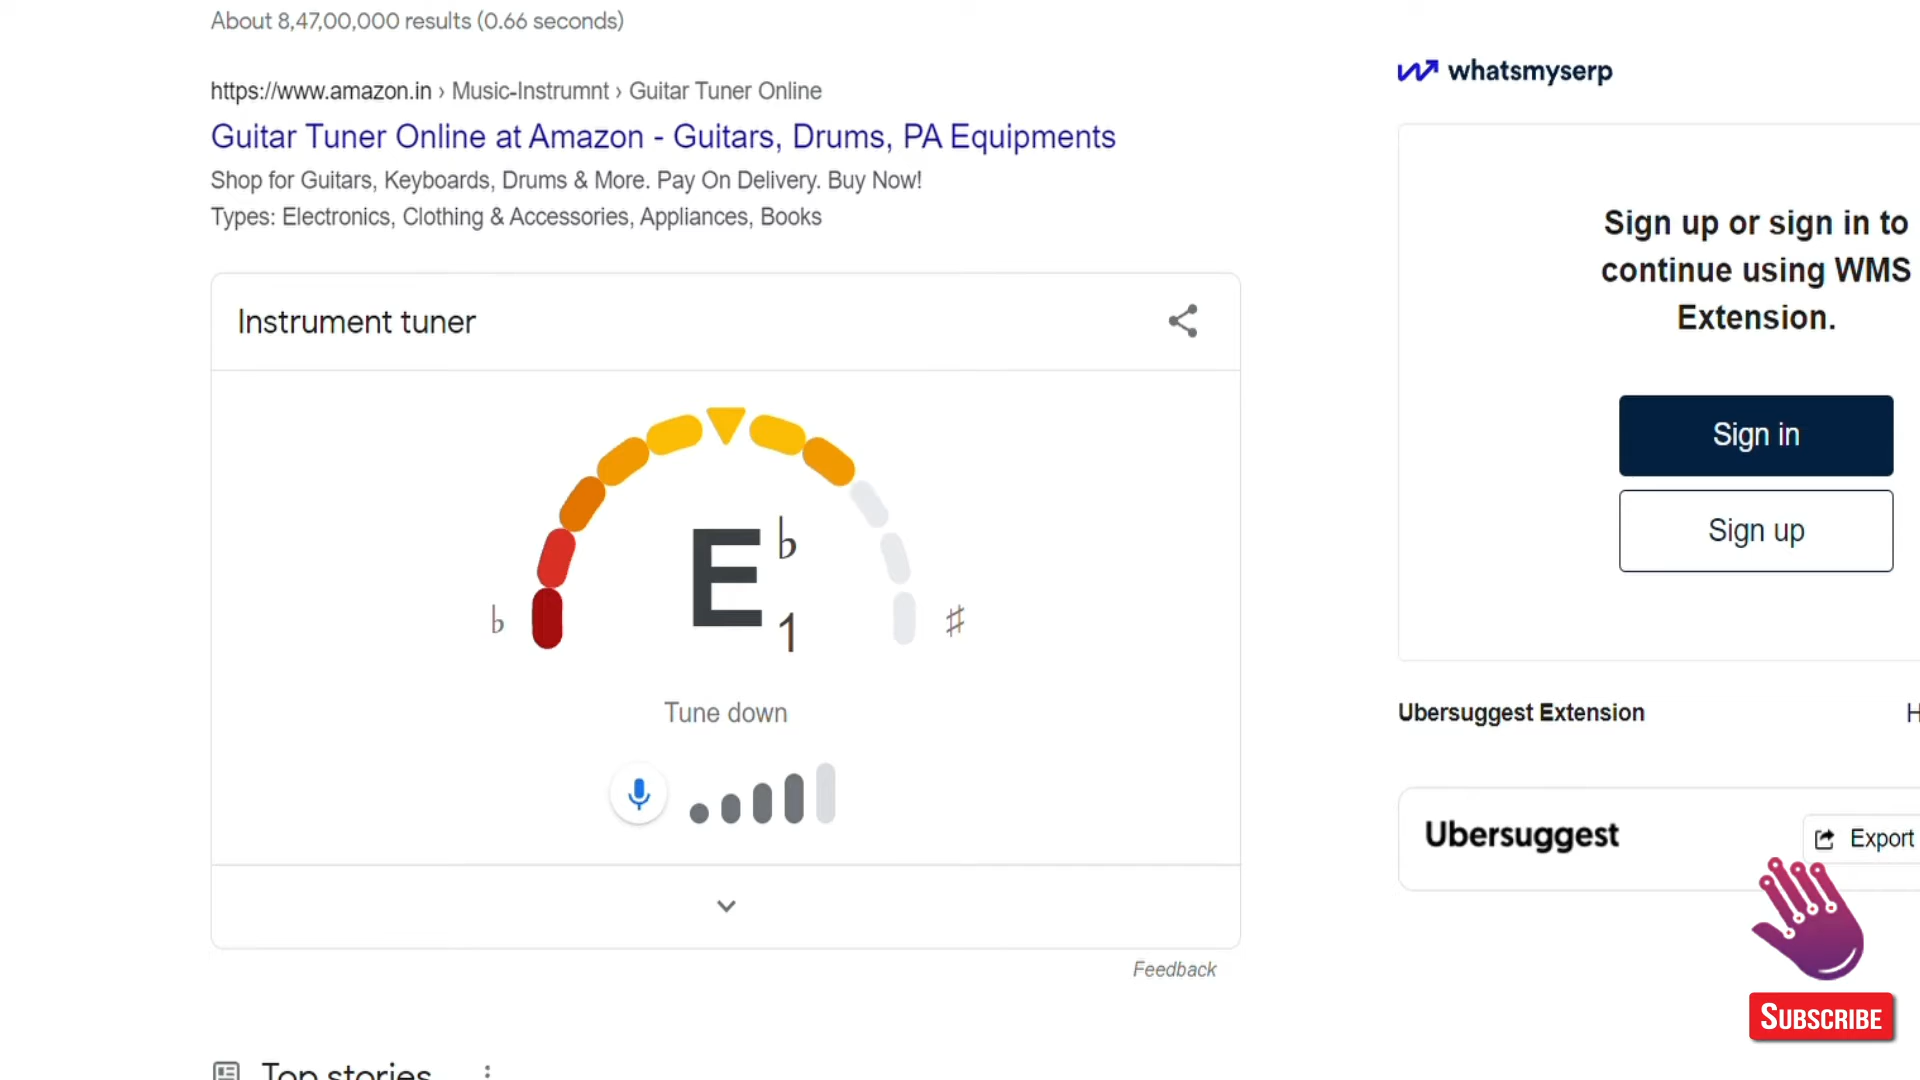 About 8,47,00,000 results (0.66 seconds)
https://www.amazon.in › Music-Instrumnt › Guitar Tuner Online
Guitar Tuner Online at Amazon - Guitars, Drums, PA Equipments
Shop for Guitars, Keyboards, Drums & More. Pay On Delivery. Buy Now!
Types: Electronics, Clothing & Accessories, Appliances, Books
Instrument tuner
♭ E♭1 ♯
Tune down
Feedback
Top stories
whatsmyserp
Sign up or sign in to
continue using WMS
Extension.
Sign in
Sign up
Ubersuggest Extension H
Ubersuggest
Export
SUBSCRIBE